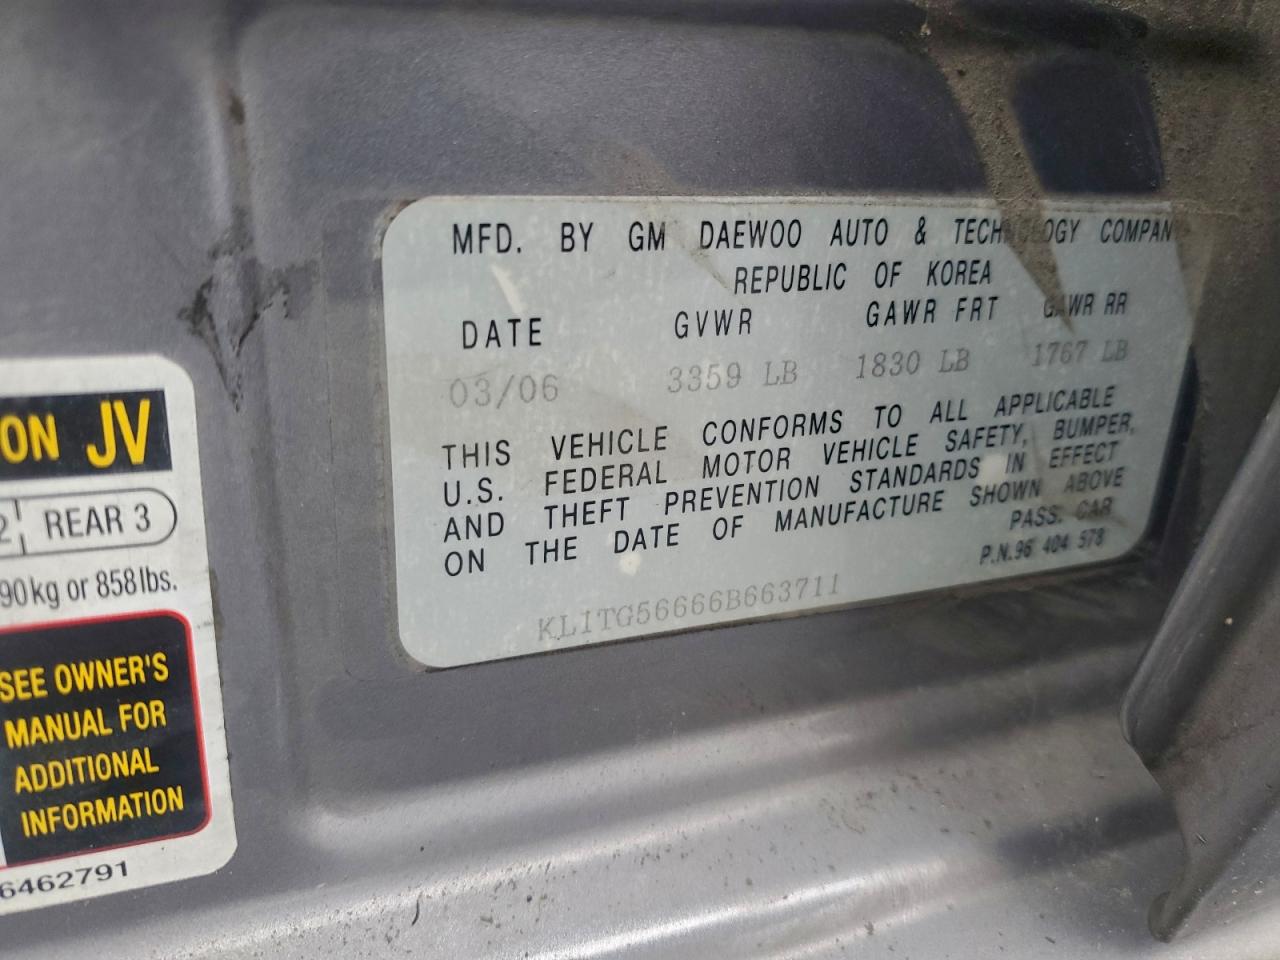 ON JV
2 REAR 3
90kg or 858lbs.
SEE OWNER'S
MANUAL FOR
ADDITIONAL
INFORMATION
6462791
MFD. BY GM DAEWOO AUTO & TECHNOLOGY COMPAN
REPUBLIC OF KOREA
DATE GVWR GAWR FRT GAWR RR
03/06 3359 LB 1830 LB 1767 LB
THIS VEHICLE CONFORMS TO ALL APPLICABLE
U.S. FEDERAL MOTOR VEHICLE SAFETY, BUMPER,
AND THEFT PREVENTION STANDARDS IN EFFECT
ON THE DATE OF MANUFACTURE SHOWN ABOVE
PASS. CAR
P.N.96 404 578
KL1TG56666B663711